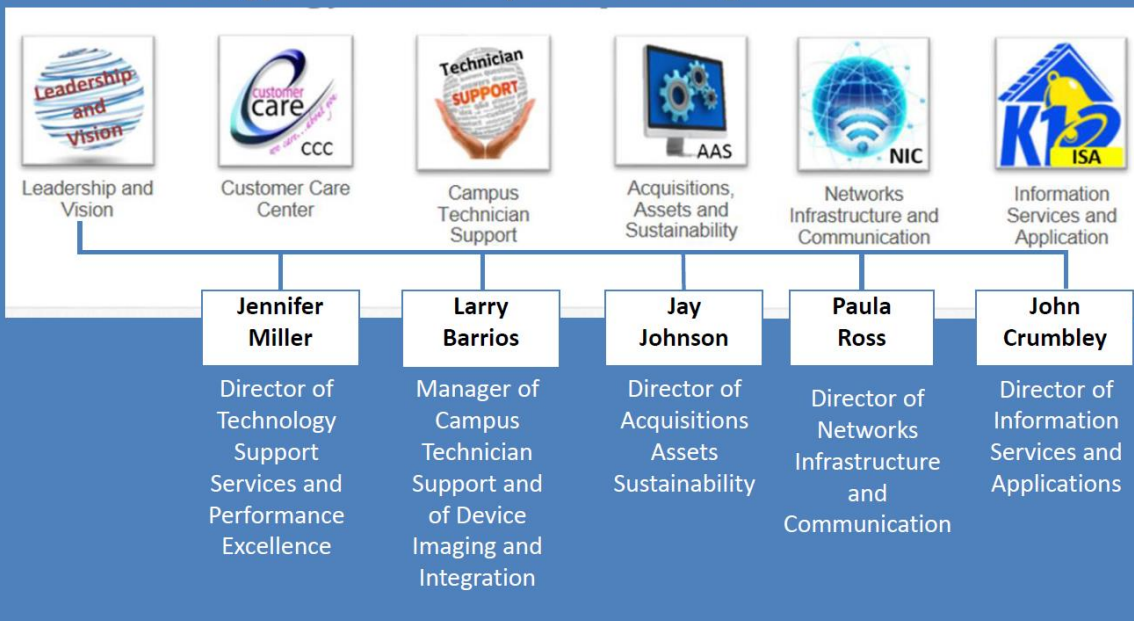 Leadership
and
Vision
customer
care
we care...about you
CCC
Technician
SUPPORT
AAS
NIC
K12
ISA
Leadership and
Vision
Customer Care
Center
Campus
Technician
Support
Acquisitions,
Assets and
Sustainability
Networks
Infrastructure and
Communication
Information
Services and
Application
Jennifer
Miller
Larry
Barrios
Jay
Johnson
Paula
Ross
John
Crumbley
Director of
Technology
Support
Services and
Performance
Excellence
Manager of
Campus
Technician
Support and
of Device
Imaging and
Integration
Director of
Acquisitions
Assets
Sustainability
Director of
Networks
Infrastructure
and
Communication
Director of
Information
Services and
Applications